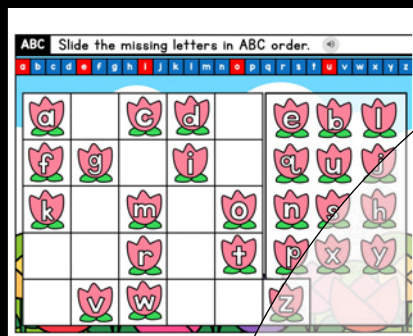 ABC Slide the missing letters in ABC order.
a b c d e f g h i j k l m n o p q r s t u v w x y z
a c d e b l
f g i q u j
k m o n s h
r t p x y
v w z